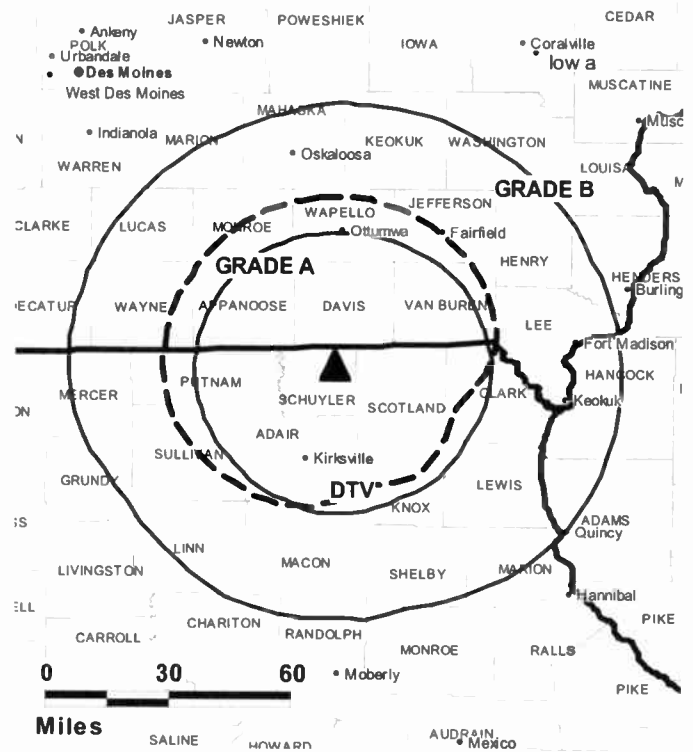 CEDAR
JASPER
POWESHIEK
Ankeny
POLK
Newton
IOWA
Coralville
Urbandale
Iowa
Des Moines
MUSCATINE
West Des Moines
MAHASKA
Musc
Indianola
MARION
KEOKUK
WASHINGTON
Oskaloosa
WARREN
LOUISA
GRADE B
JEFFERSON
WAPELLO
CLARKE
LUCAS
MONROE
Ottumwa
Fairfield
GRADE A
HENRY
HENDERS
Burling
DECATUR
WAYNE
APPANOOSE
DAVIS
VAN BUREN
LEE
Fort Madison
HANCOCK
PUTNAM
MERCER
CLARK
SCHUYLER
Keokuk
SCOTLAND
ON
ADAIR
SULLIVAN
Kirksville
GRUNDY
LEWIS
DTV
KNOX
SS
ADAMS
Quincy
LINN
MACON
LIVINGSTON
SHELBY
MARION
ELL
Hannibal
CHARITON
PIKE
CARROLL
RANDOLPH
MONROE
RALLS
0 30 60
Moberly
PIKE
Miles
AUDRAIN
SALINE
HOWARD
Mexico